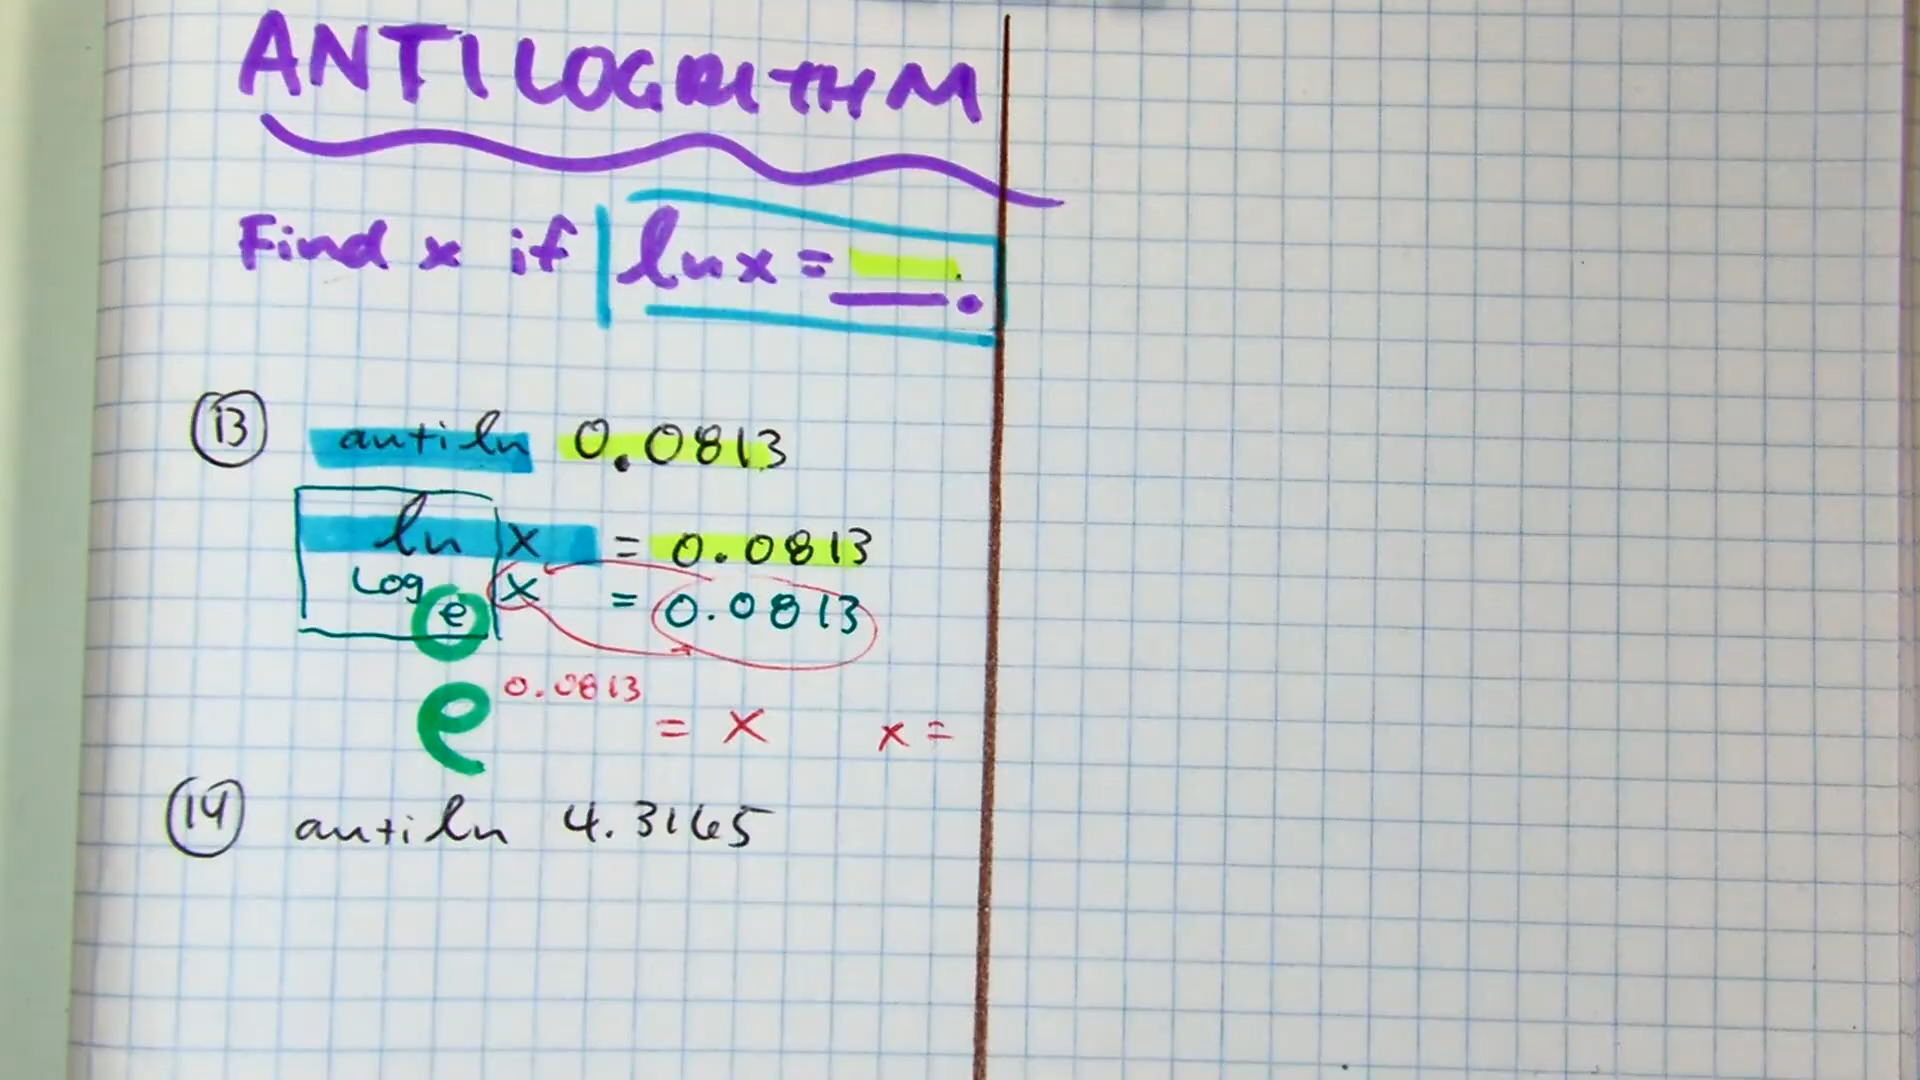 ANTILOGRITHM
Find x if ln x = __.
13 antiln 0.0813
ln x = 0.0813
Log e x = 0.0813
e^0.0813 = x x =
14 antiln 4.3165